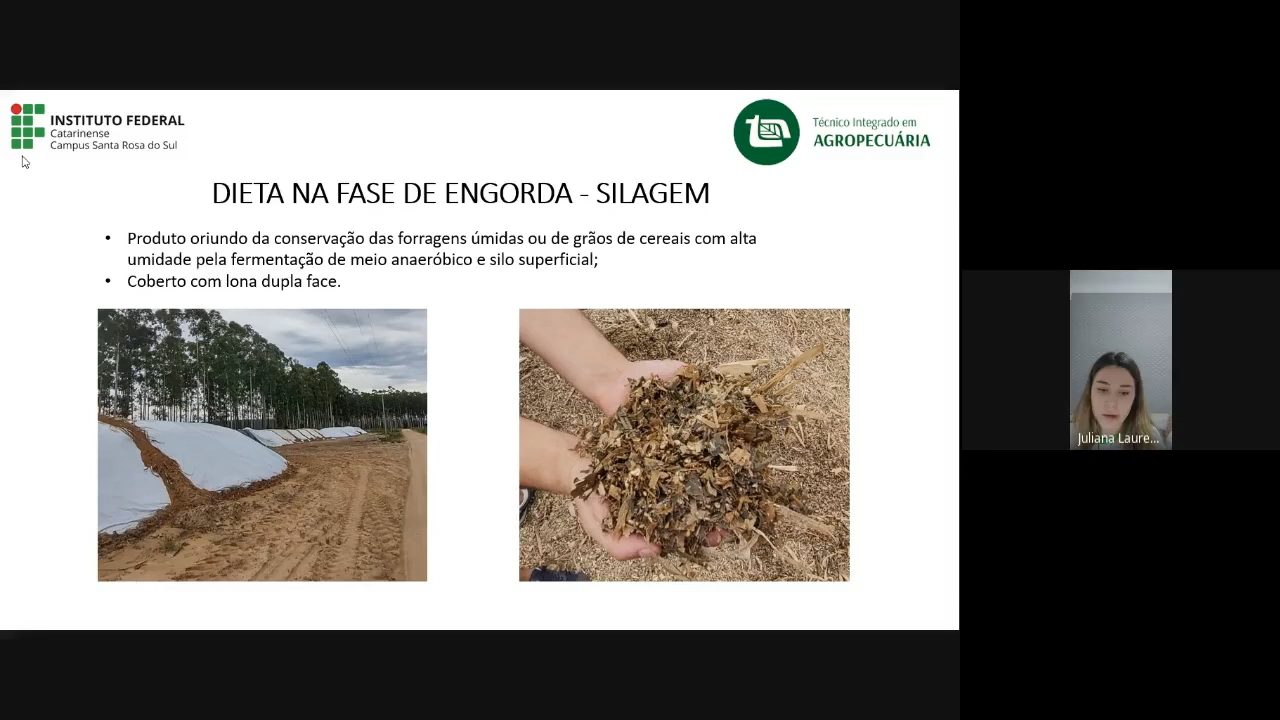 INSTITUTO FEDERAL
Catarinense
Campus Santa Rosa do Sul
Técnico Integrado em
AGROPECUÁRIA
DIETA NA FASE DE ENGORDA - SILAGEM
• Produto oriundo da conservação das forragens úmidas ou de grãos de cereais com alta
umidade pela fermentação de meio anaeróbico e silo superficial;
• Coberto com lona dupla face.
Juliana Laure...